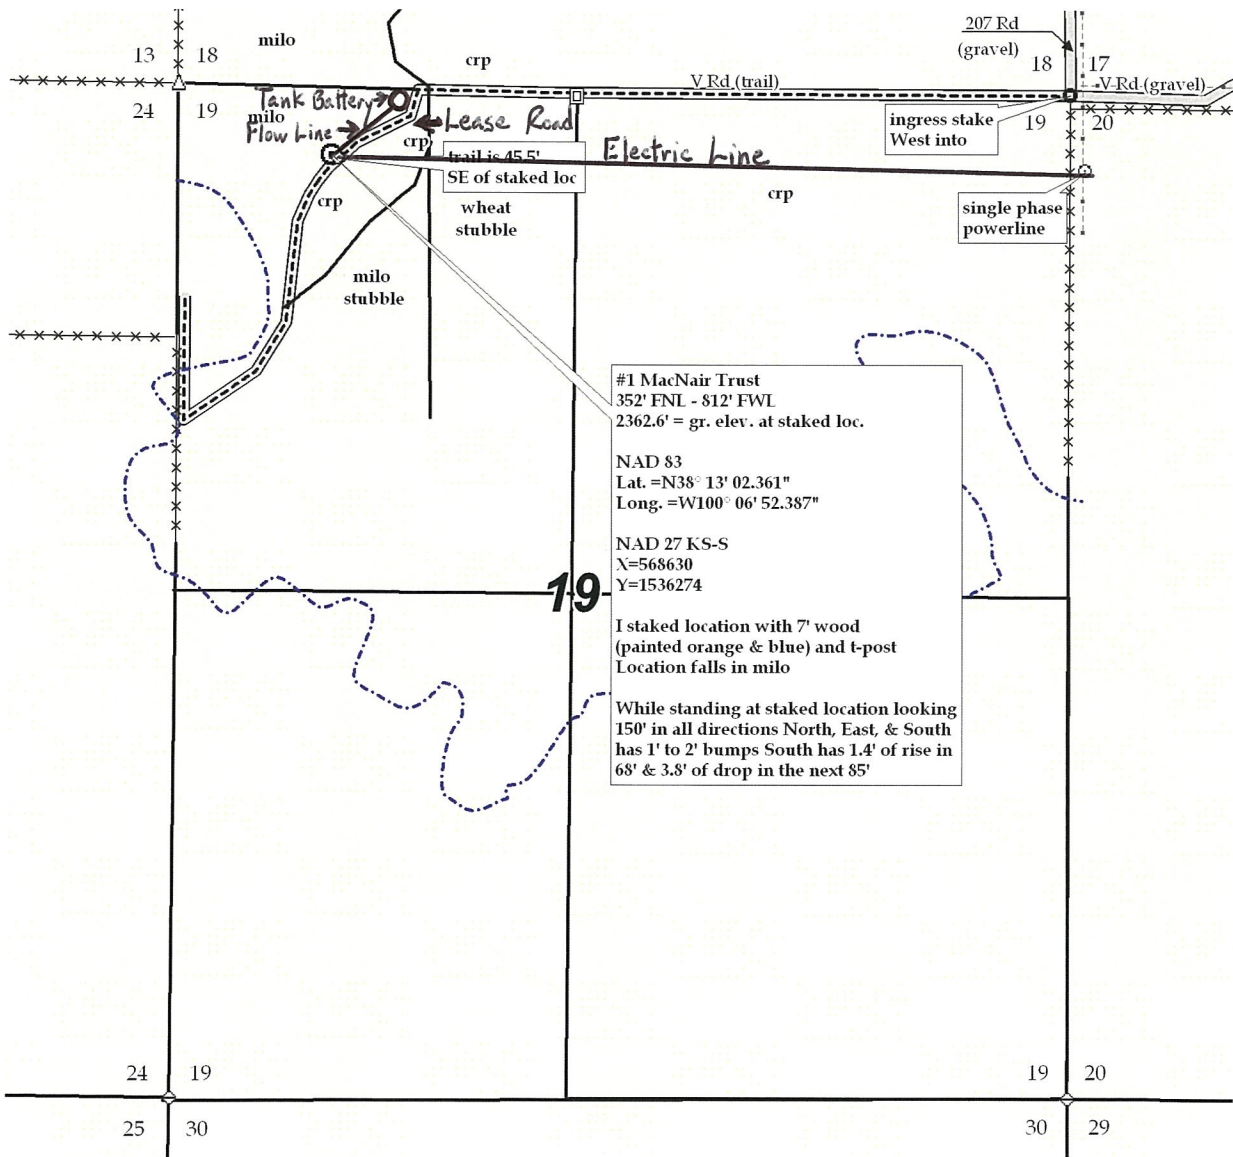 207 Rd
(gravel)
milo
13 18
crp
18 17
V Rd (trail)
V Rd (gravel)
Tank Battery
24 19
milo
Flow Line
Lease Road
ingress stake
West into
19 20
crp
trail is 45.5'
SE of staked loc
Electric Line
crp
crp
wheat
stubble
single phase
powerline
milo
stubble
#1 MacNair Trust
352' FNL - 812' FWL
2362.6' = gr. elev. at staked loc.
NAD 83
Lat. =N38° 13' 02.361"
Long. =W100° 06' 52.387"
NAD 27 KS-S
X=568630
Y=1536274
19
I staked location with 7' wood
(painted orange & blue) and t-post
Location falls in milo
While standing at staked location looking
150' in all directions North, East, & South
has 1' to 2' bumps South has 1.4' of rise in
68' & 3.8' of drop in the next 85'
24 19
19 20
25 30
30 29